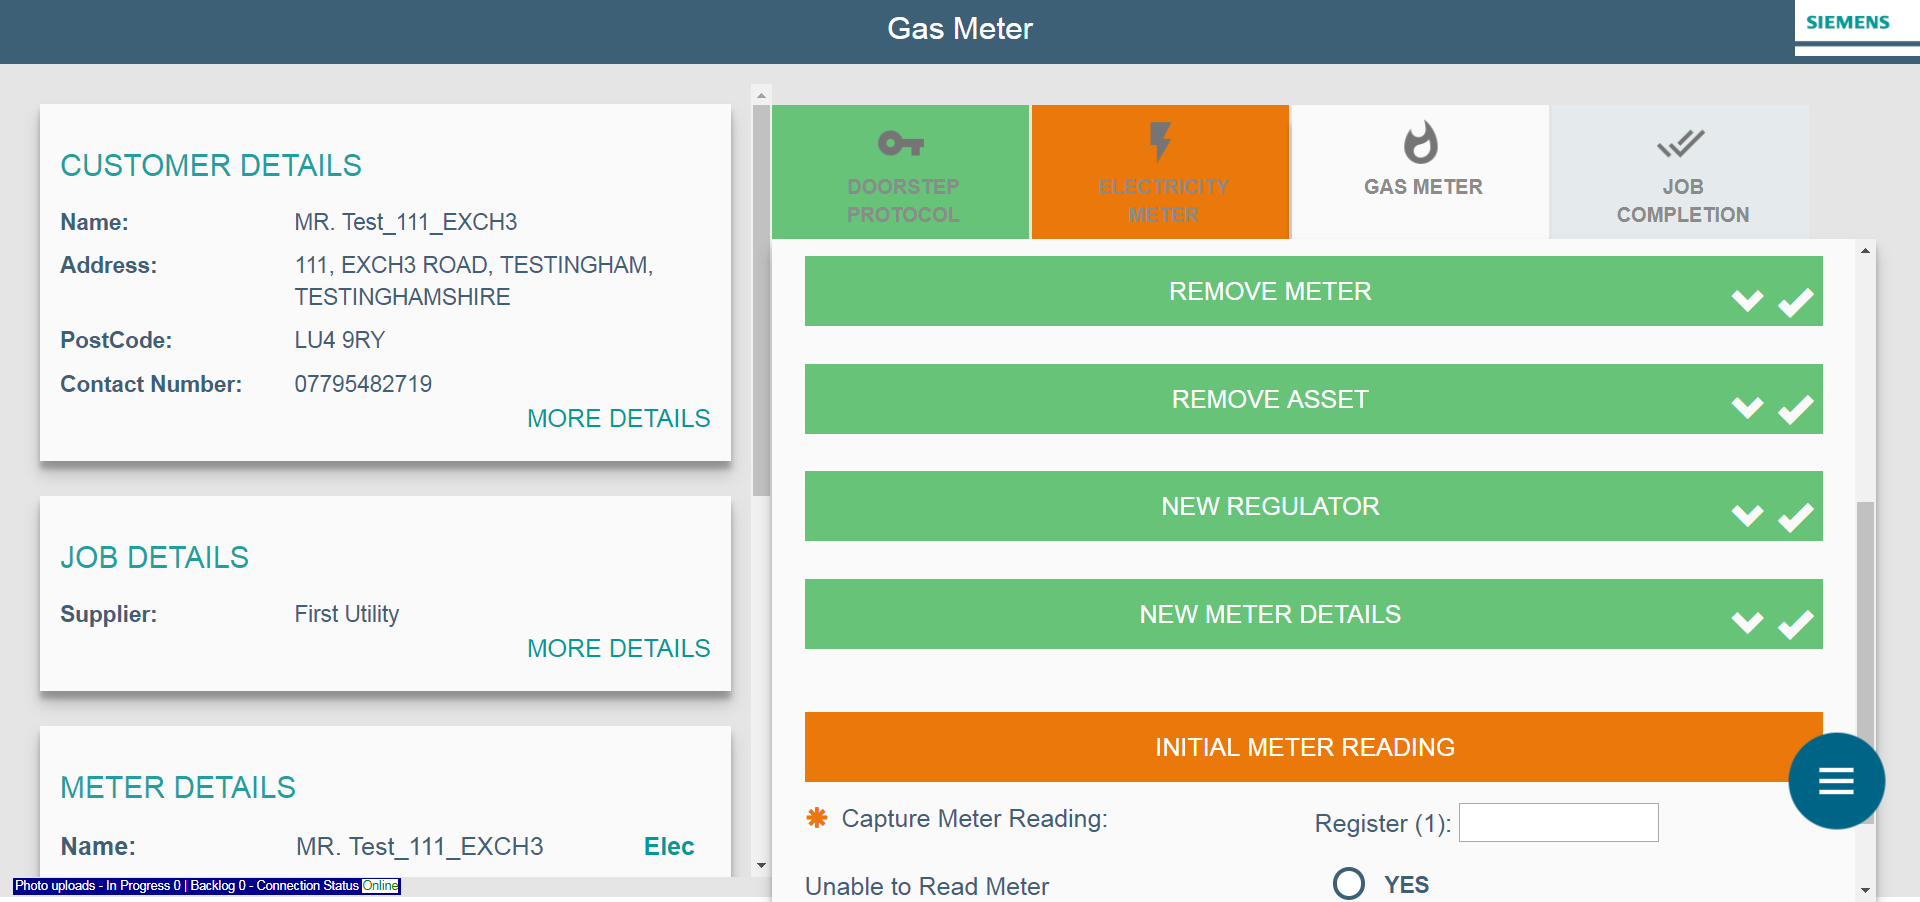 Gas Meter
SIEMENS
CUSTOMER DETAILS
Name: MR. Test_111_EXCH3
Address: 111, EXCH3 ROAD, TESTINGHAM,
TESTINGHAMSHIRE
PostCode: LU4 9RY
Contact Number: 07795482719
MORE DETAILS
JOB DETAILS
Supplier: First Utility
MORE DETAILS
METER DETAILS
Name: MR. Test_111_EXCH3 Elec
Photo uploads - In Progress 0 | Backlog 0 - Connection Status Online
DOORSTEP
PROTOCOL
ELECTRICITY
METER
GAS METER
JOB
COMPLETION
REMOVE METER
REMOVE ASSET
NEW REGULATOR
NEW METER DETAILS
INITIAL METER READING
✱ Capture Meter Reading: Register (1):
Unable to Read Meter YES